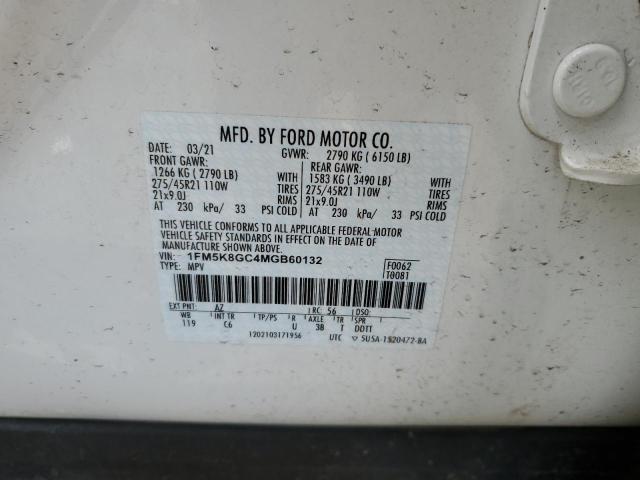 MFD. BY FORD MOTOR CO.
DATE: 03/21 GVWR: 2790 KG ( 6150 LB)
FRONT GAWR: REAR GAWR:
1266 KG ( 2790 LB) WITH 1583 KG ( 3490 LB) WITH
275/45R21 110W TIRES 275/45R21 110W TIRES
21x9.0J RIMS 21x9.0J RIMS
AT 230 kPa/ 33 PSI COLD AT 230 kPa/ 33 PSI COLD
THIS VEHICLE CONFORMS TO ALL APPLICABLE FEDERAL MOTOR
VEHICLE SAFETY STANDARDS IN EFFECT ON THE DATE OF
MANUFACTURE SHOWN ABOVE.
VIN: 1FM5K8GC4MGB60132 F0062
TYPE: MPV T0081
EXT PNT: AZ RC: 56 DSO:
WB INT TR TP/PS R AXLE TR SPR
119 C6 U 3B T DDTT
1202103171956 UTC ▽ 5USA-1520472-BA